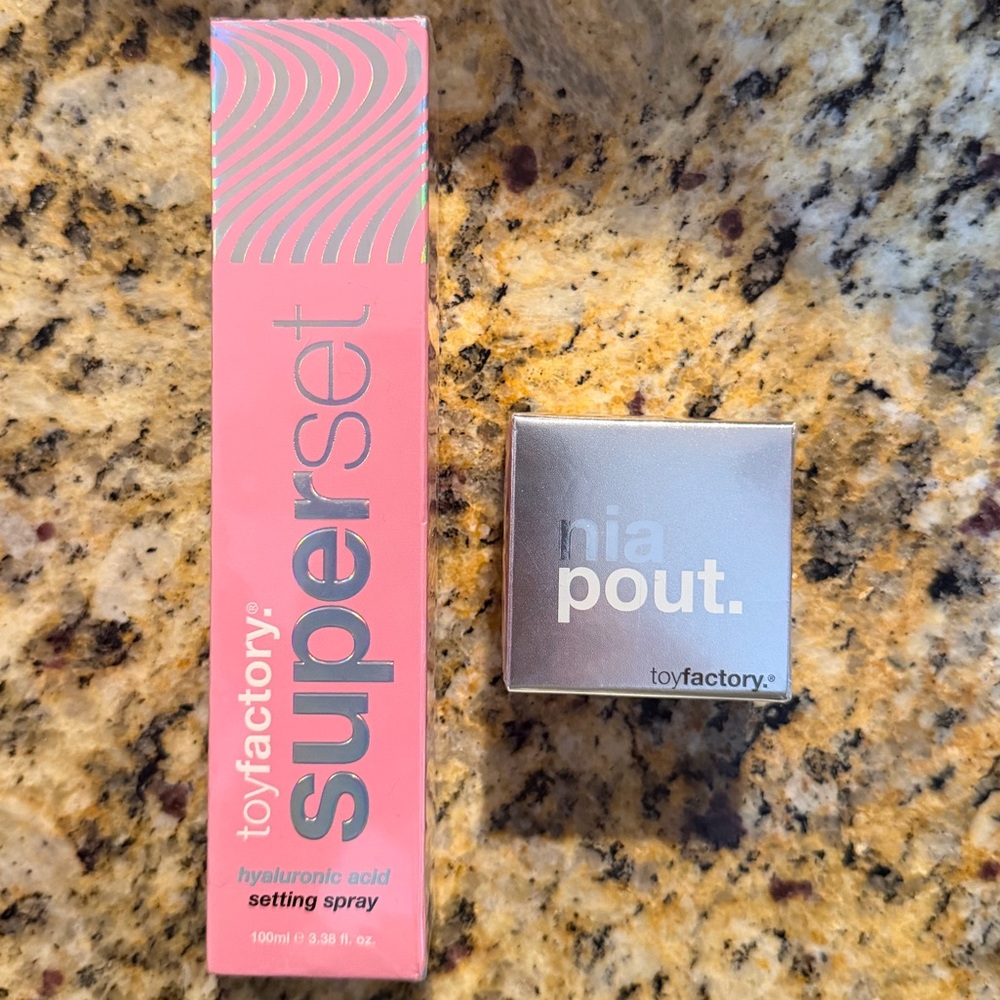 toyfactory.®
superset
hyaluronic acid
setting spray
100ml ℮ 3.38 fl. oz.
nia
pout.
toyfactory.®